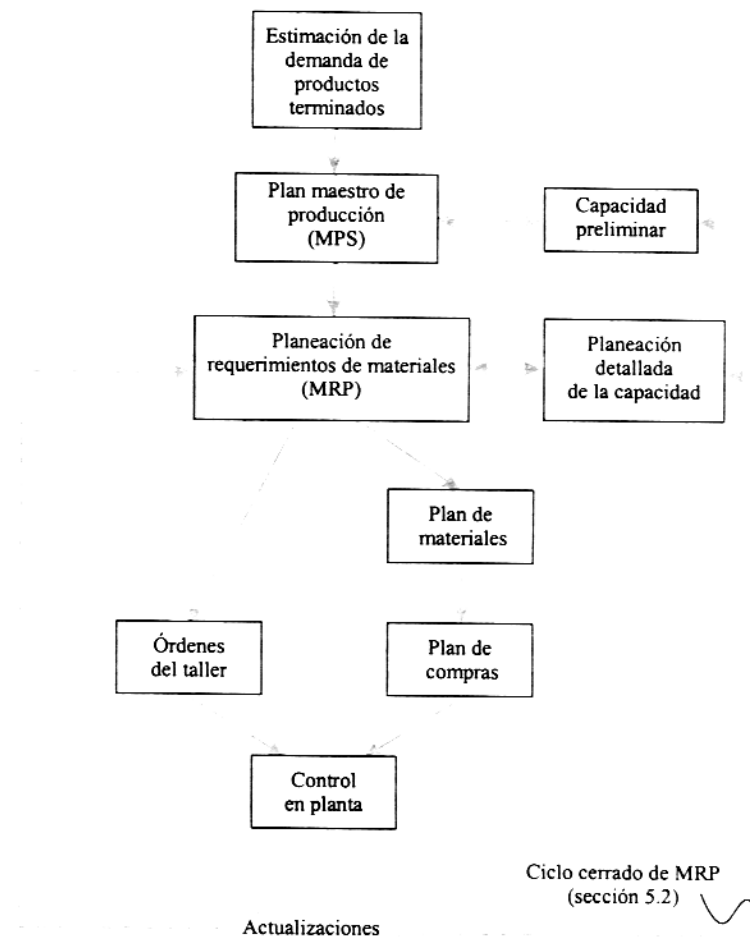 Estimación de la
demanda de
productos
terminados
Plan maestro de
producción
(MPS)
Capacidad
preliminar
Planeación de
requerimientos de materiales
(MRP)
Planeación
detallada
de la capacidad
Plan de
materiales
Órdenes
del taller
Plan de
compras
Control
en planta
Ciclo cerrado de MRP
(sección 5.2)
Actualizaciones